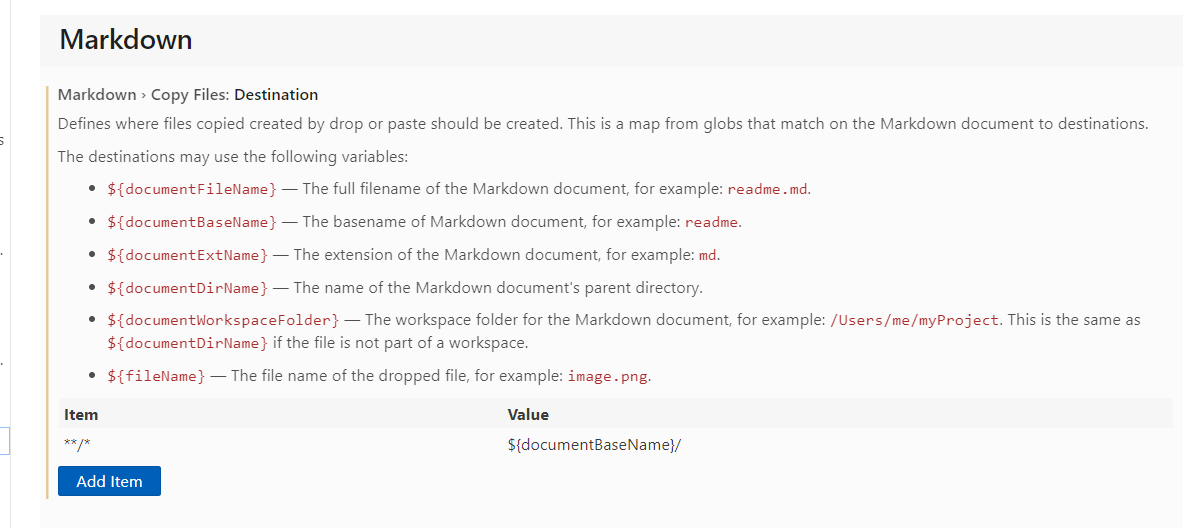 Markdown
Markdown › Copy Files: Destination
Defines where files copied created by drop or paste should be created. This is a map from globs that match on the Markdown document to destinations.
The destinations may use the following variables:
• ${documentFileName} — The full filename of the Markdown document, for example: readme.md.
• ${documentBaseName} — The basename of Markdown document, for example: readme.
• ${documentExtName} — The extension of the Markdown document, for example: md.
• ${documentDirName} — The name of the Markdown document's parent directory.
• ${documentWorkspaceFolder} — The workspace folder for the Markdown document, for example: /Users/me/myProject. This is the same as
${documentDirName} if the file is not part of a workspace.
• ${fileName} — The file name of the dropped file, for example: image.png.
Item Value
**/* ${documentBaseName}/
Add Item